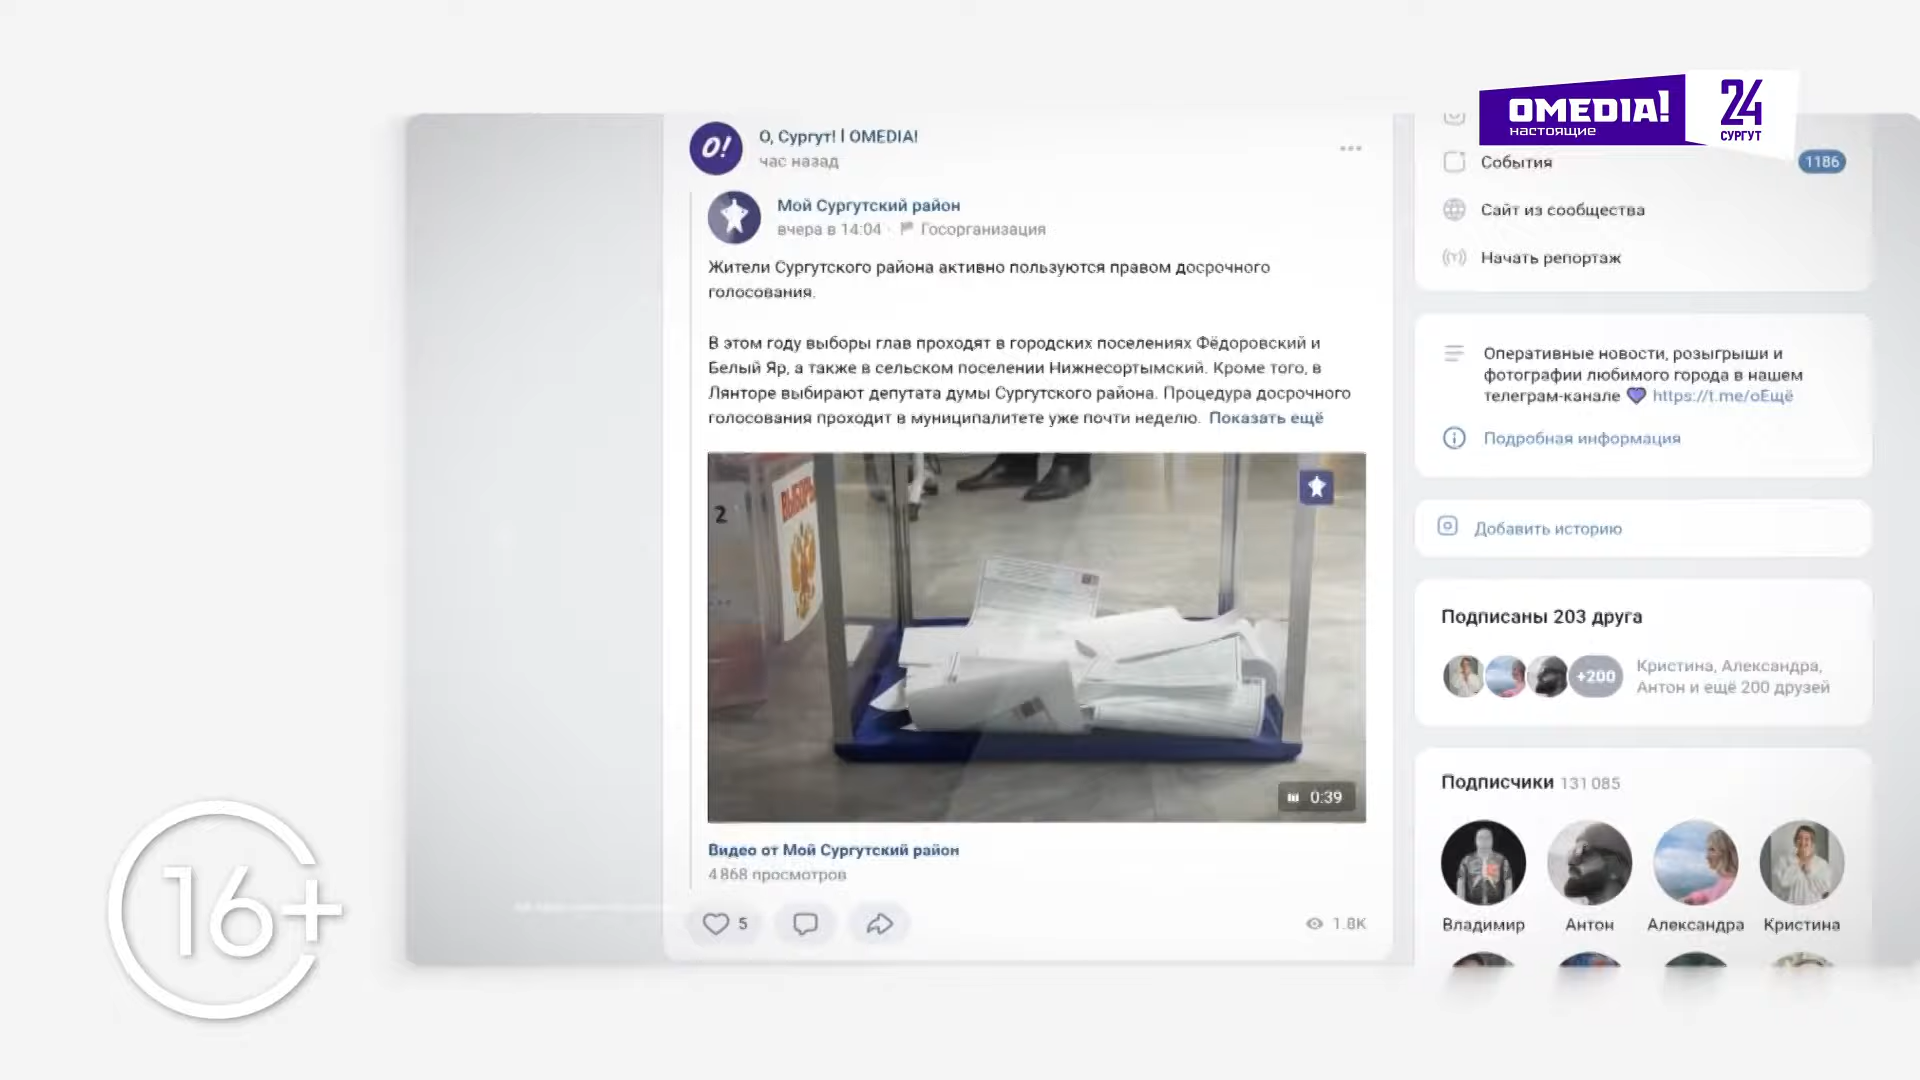 OMEDIA!
настоящие
24
СУРГУТ
О, Сургут! | OMEDIA!
час назад
Мой Сургутский район
вчера в 14:04 · Госорганизация
Жители Сургутского района активно пользуются правом досрочного
голосования.
В этом году выборы глав проходят в городских поселениях Фёдоровский и
Белый Яр, а также в сельском поселении Нижнесортымский. Кроме того, в
Лянторе выбирают депутата думы Сургутского района. Процедура досрочного
голосования проходит в муниципалитете уже почти неделю. Показать ещё
2
ВЫБОРЫ
0:39
Видео от Мой Сургутский район
4 868 просмотров
5
1.8K
События
1186
Сайт из сообщества
Начать репортаж
Оперативные новости, розыгрыши и
фотографии любимого города в нашем
телеграм-канале 💜 https://t.me/oЕщё
Подробная информация
Добавить историю
Подписаны 203 друга
+200
Кристина, Александра,
Антон и ещё 200 друзей
Подписчики 131 085
Владимир
Антон
Александра
Кристина
16+